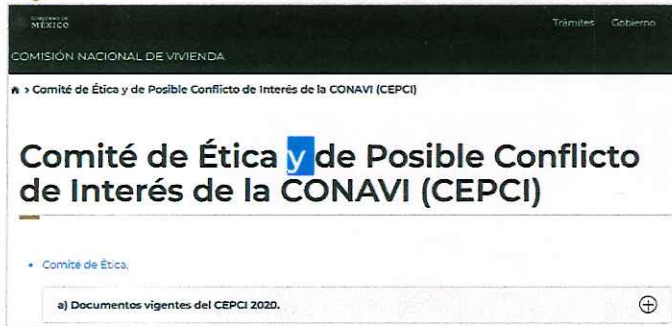 GOBIERNO DE
MÉXICO
Trámites Gobierno
COMISIÓN NACIONAL DE VIVIENDA
> Comité de Ética y de Posible Conflicto de Interés de la CONAVI (CEPCI)
Comité de Ética y de Posible Conflicto
de Interés de la CONAVI (CEPCI)
• Comité de Ética.
a) Documentos vigentes del CEPCI 2020.